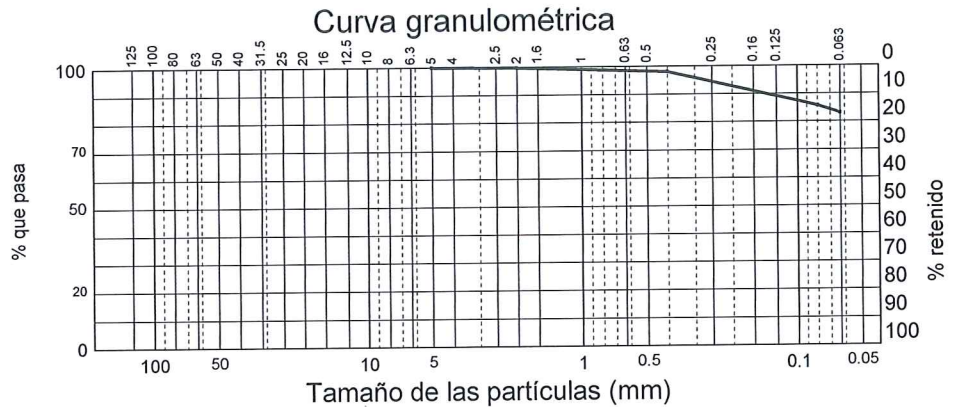 Curva granulométrica
125 100 80 63 50 40 31.5 25 20 16 12.5 10 8 6.3 5 4 2.5 2 1.6 1 0.63 0.5 0.25 0.16 0.125 0.063
100
70
50
20
0
% que pasa
0
10
20
30
40
50
60
70
80
90
100
% retenido
100 50 10 5 1 0.5 0.1 0.05
Tamaño de las partículas (mm)